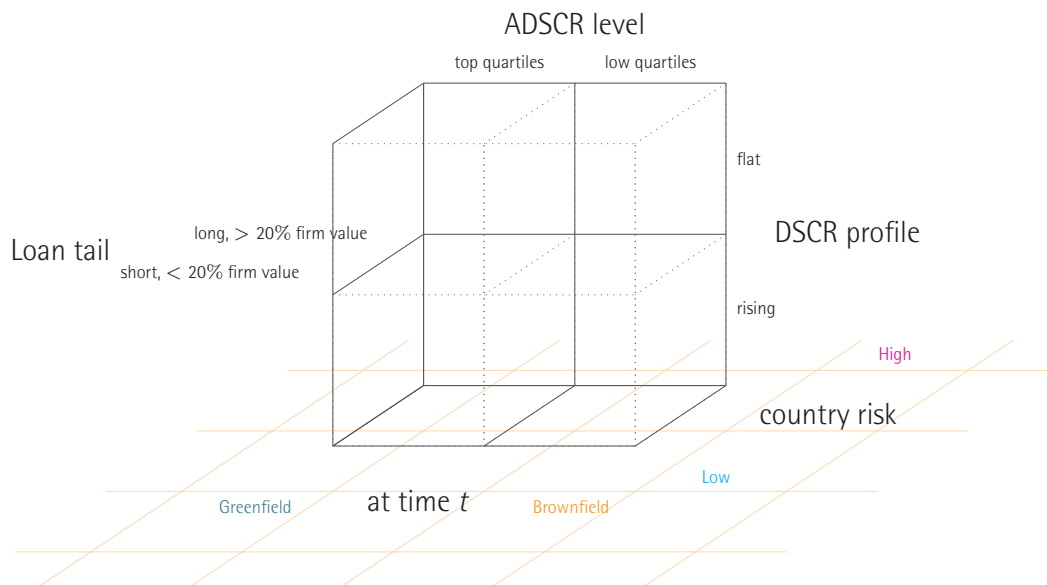 ADSCR level
top quartiles
low quartiles
flat
Loan tail
long, > 20% firm value
short, < 20% firm value
DSCR profile
rising
High
country risk
Low
Greenfield
at time t
Brownfield